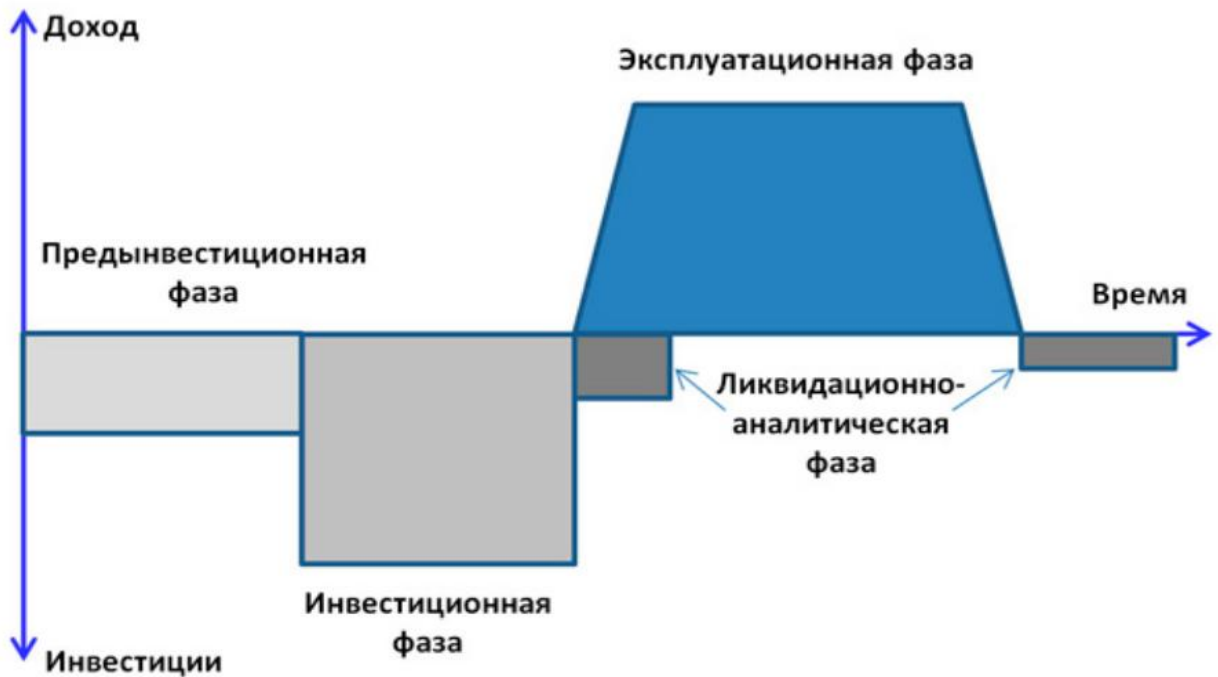 Доход
Эксплуатационная фаза
Предынвестиционная
фаза
Время
Ликвидационно-
аналитическая
фаза
Инвестиционная
фаза
Инвестиции